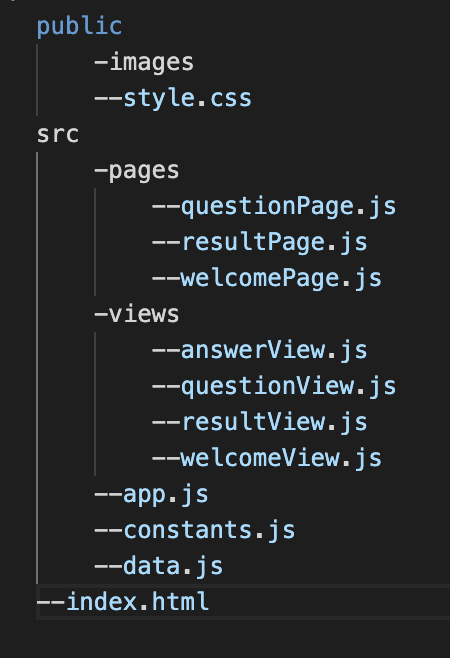 public
-images
--style.css
src
-pages
--questionPage.js
--resultPage.js
--welcomePage.js
-views
--answerView.js
--questionView.js
--resultView.js
--welcomeView.js
--app.js
--constants.js
--data.js
--index.html